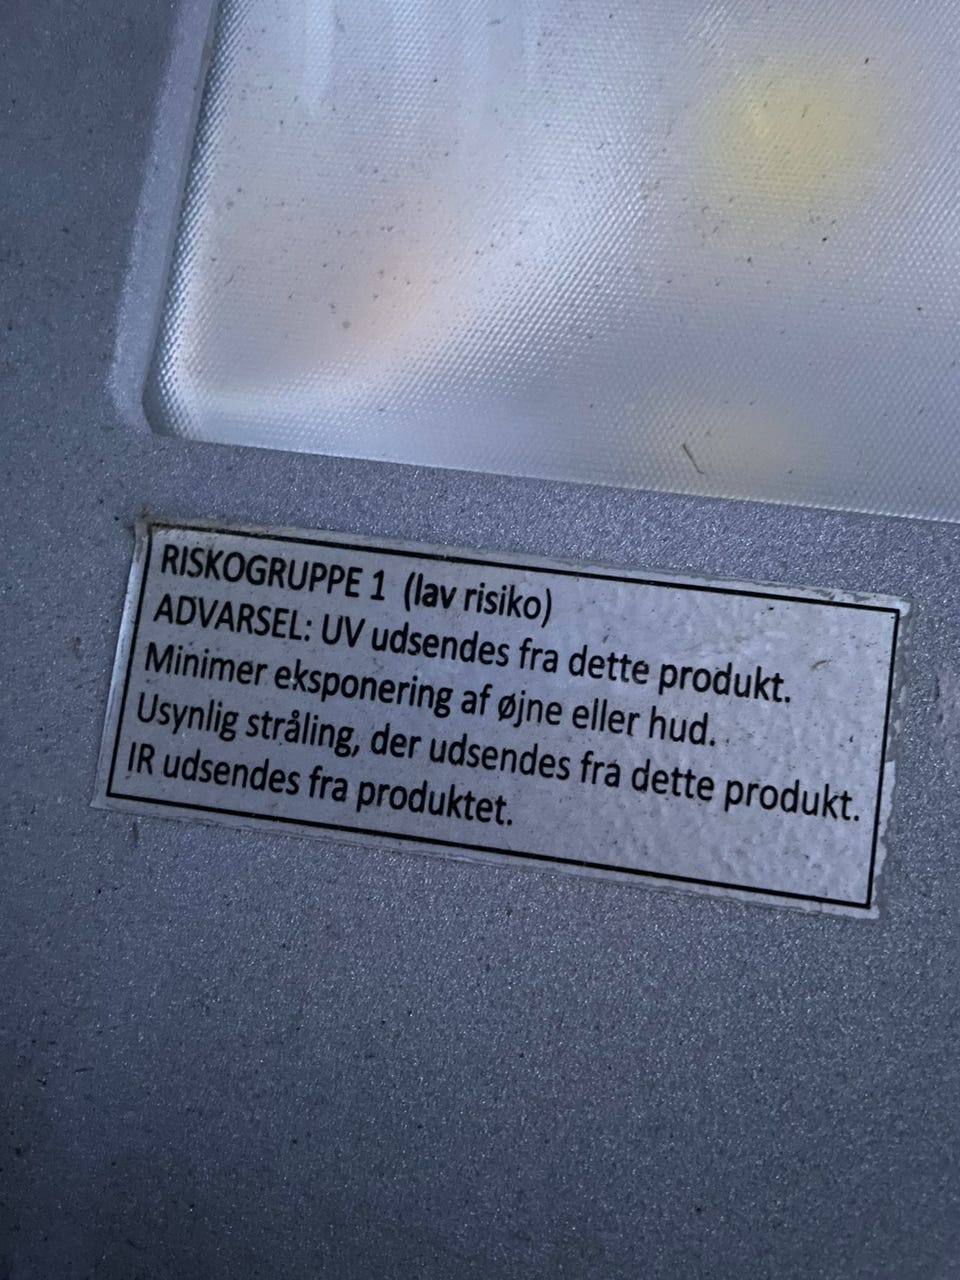 RISKOGRUPPE 1 (lav risiko)
ADVARSEL: UV udsendes fra dette produkt.
Minimer eksponering af øjne eller hud.
Usynlig stråling, der udsendes fra dette produkt.
IR udsendes fra produktet.